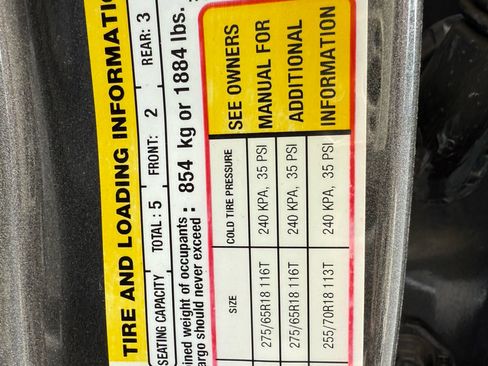 TIRE AND LOADING INFORMATIO
SEATING CAPACITY TOTAL : 5 FRONT: 2 REAR: 3
ined weight of occupants : 854 kg or 1884 lbs.
argo should never exceed
SIZE COLD TIRE PRESSURE SEE OWNERS
275/65R18 116T 240 KPA, 35 PSI MANUAL FOR
275/65R18 116T 240 KPA, 35 PSI ADDITIONAL
255/70R18 113T 240 KPA, 35 PSI INFORMATION